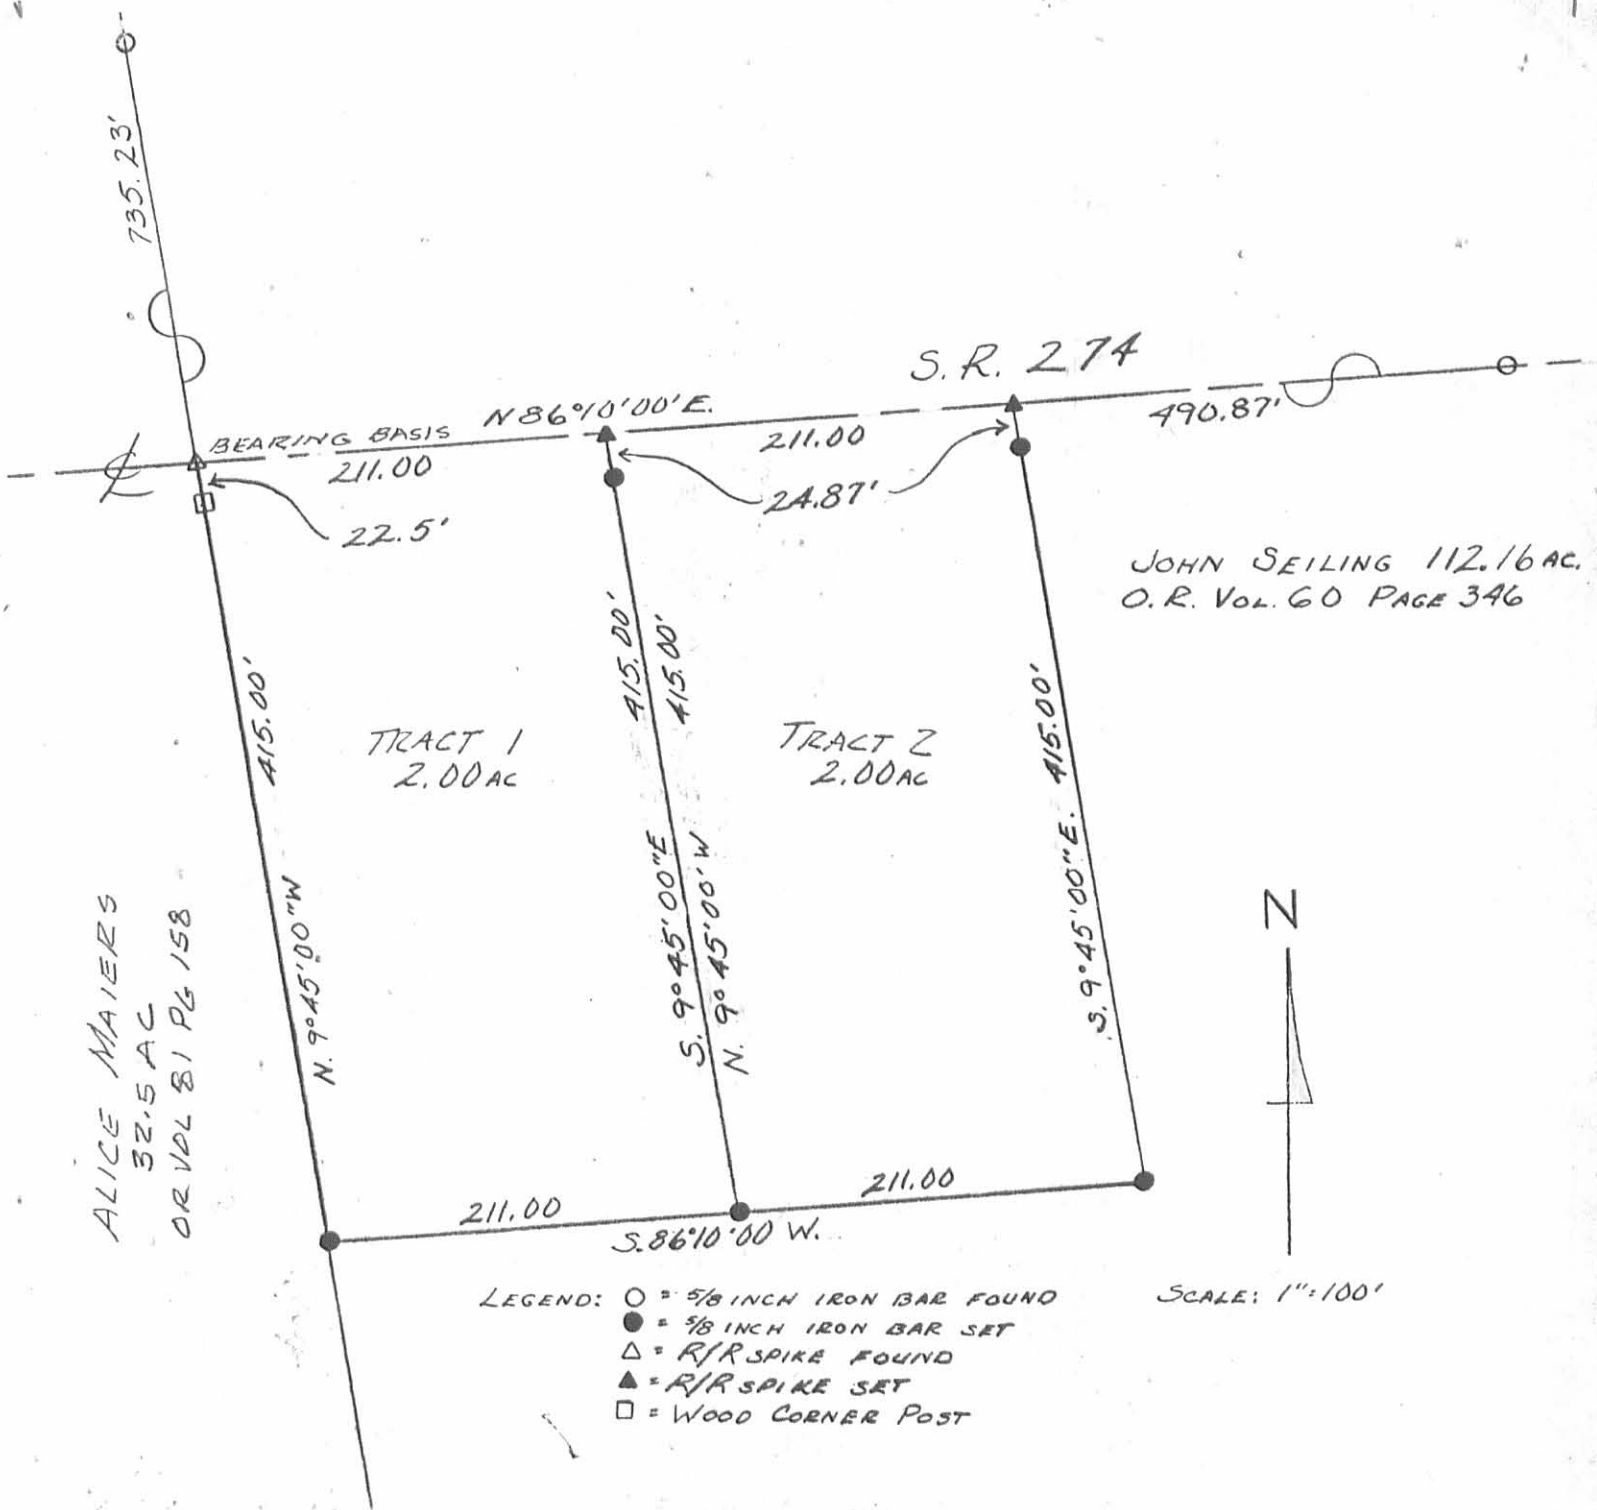 735.23'
S.R. 274
N 86°10'00' E.
BEARING BASIS
211.00
211.00
490.87'
22.5'
24.87'
JOHN SEILING 112.16 AC.
O.R. VOL. 60 PAGE 346
415.00'
415.00'
415.00'
415.00'
TRACT 1
2.00 AC
TRACT 2
2.00 AC
N. 9°45'00" W
S. 9°45'00" E
N. 9°45'00' W
S. 9°45'00" E.
ALICE MAIERS
32.5 AC
OR VOL 81 PG 158
N
211.00
211.00
S. 86°10'00 W.
LEGEND: ○ = 5/8 INCH IRON BAR FOUND
● = 5/8 INCH IRON BAR SET
△ = R/R SPIKE FOUND
▲ = R/R SPIKE SET
□ = WOOD CORNER POST
SCALE: 1":100'